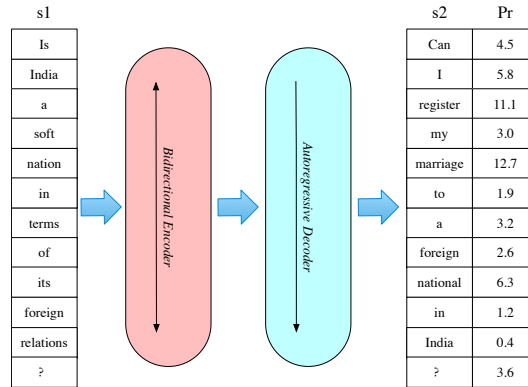 s1 s2 Pr
Is Can 4.5
India I 5.8
a register 11.1
soft my 3.0
nation marriage 12.7
in to 1.9
terms a 3.2
of foreign 2.6
its national 6.3
foreign in 1.2
relations India 0.4
? ? 3.6
Bidirectional Encoder
Autoregressive Decoder